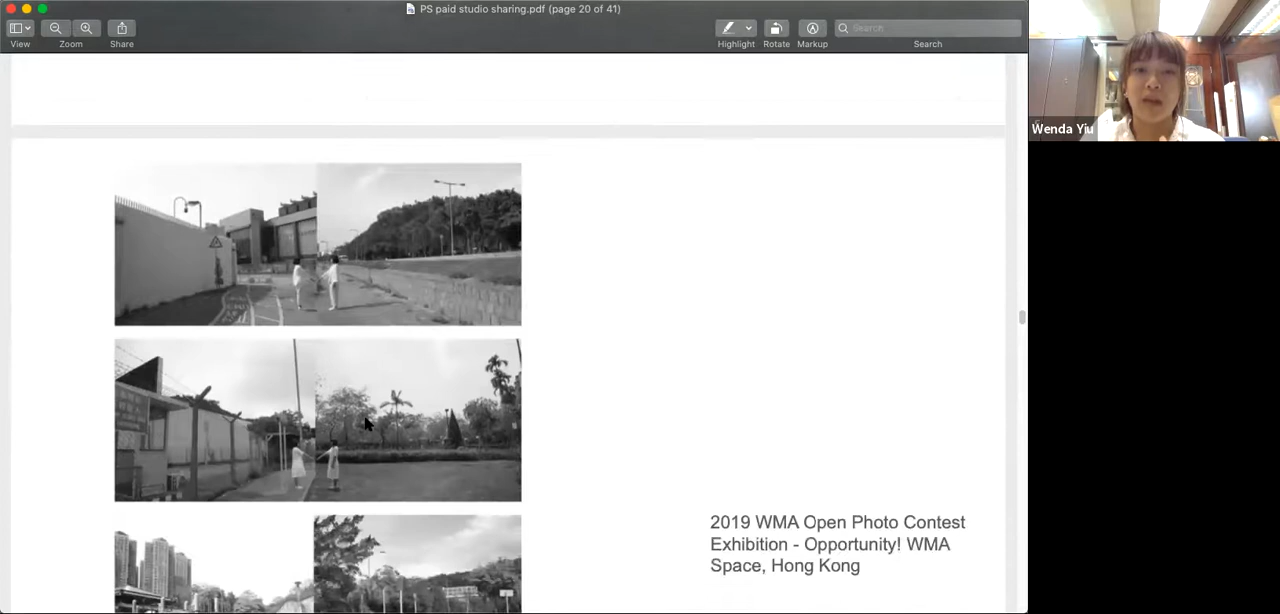 PS paid studio sharing.pdf (page 20 of 41)
View
Zoom
Share
Highlight
Rotate
Markup
Search
Search
Wenda Yiu
2019 WMA Open Photo Contest
Exhibition - Opportunity! WMA
Space, Hong Kong